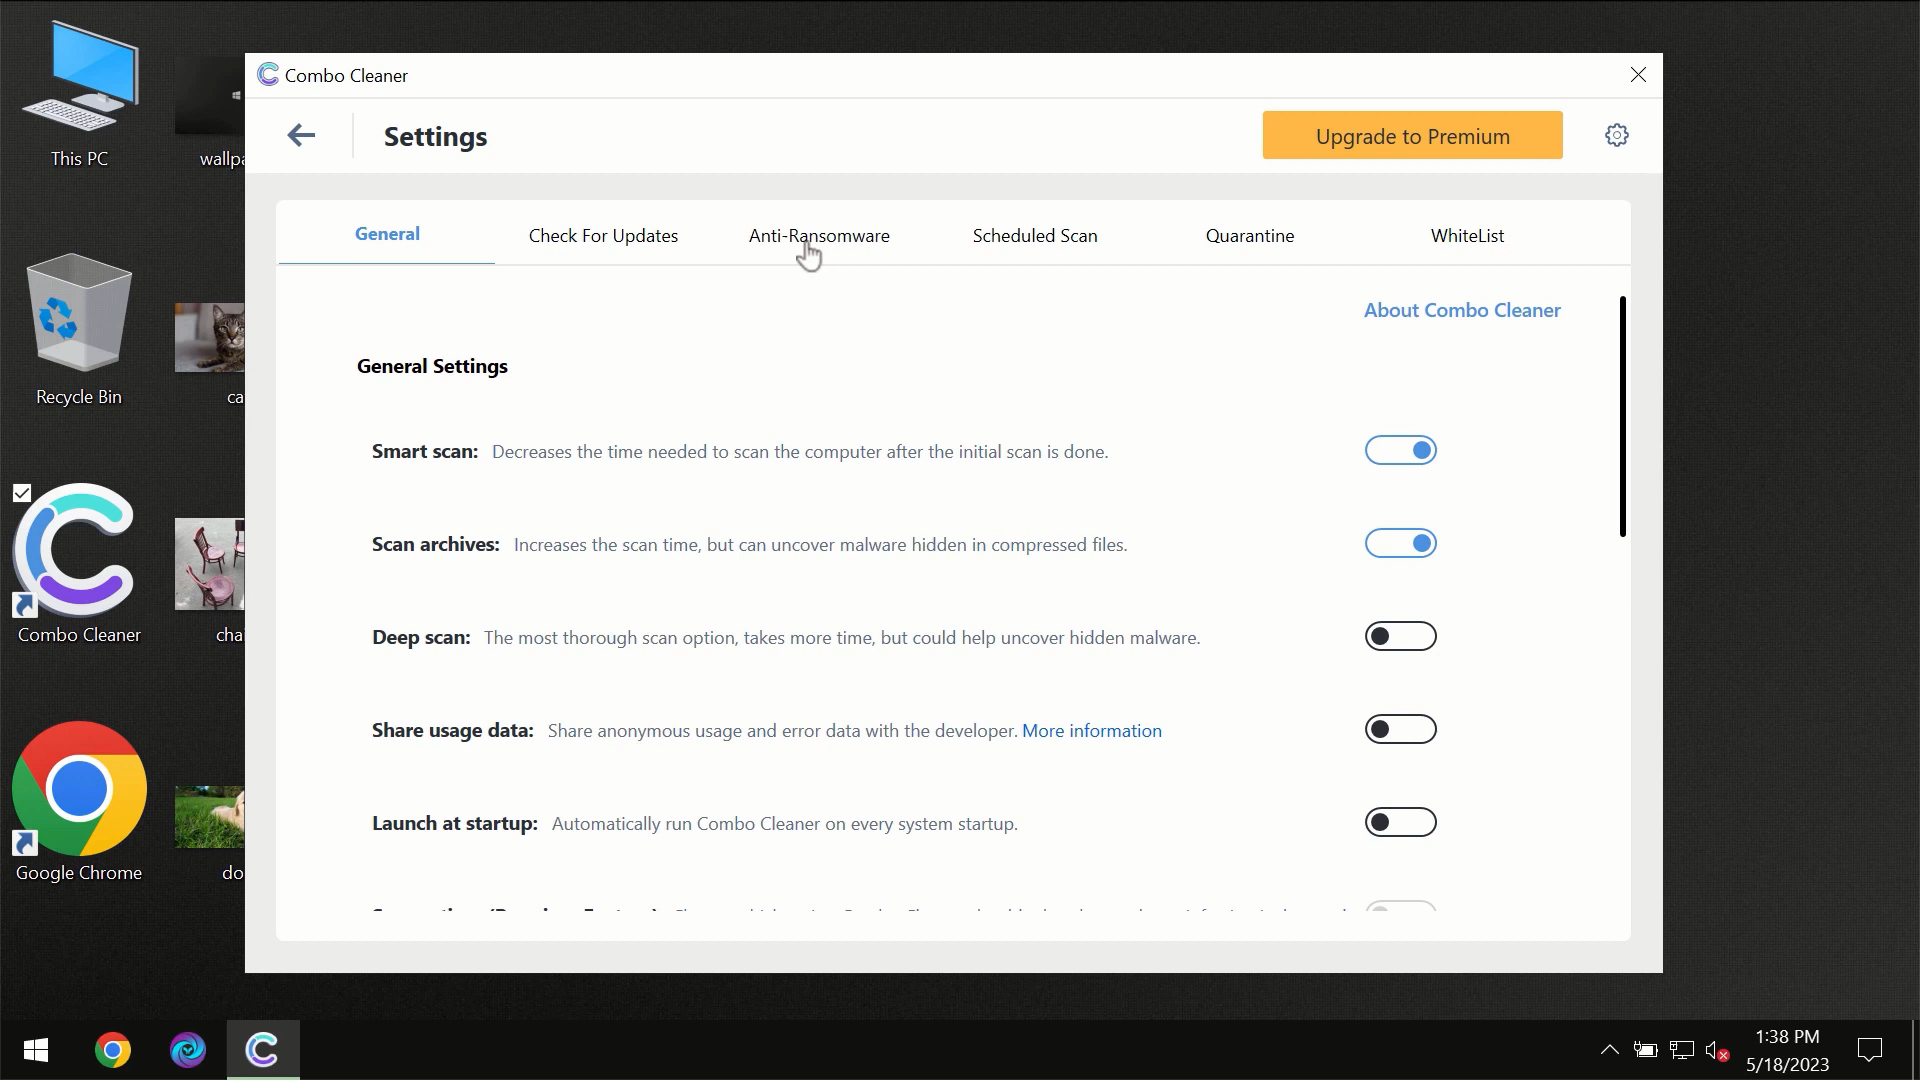 Combo Cleaner
Settings
Upgrade to Premium
General
Check For Updates
Anti-Ransomware
Scheduled Scan
Quarantine
WhiteList
About Combo Cleaner
General Settings
Smart scan: Decreases the time needed to scan the computer after the initial scan is done.
Scan archives: Increases the scan time, but can uncover malware hidden in compressed files.
Deep scan: The most thorough scan option, takes more time, but could help uncover hidden malware.
Share usage data: Share anonymous usage and error data with the developer. More information
Launch at startup: Automatically run Combo Cleaner on every system startup.
This PC
wallpa
Recycle Bin
ca
Combo Cleaner
chai
Google Chrome
do
1:38 PM
5/18/2023